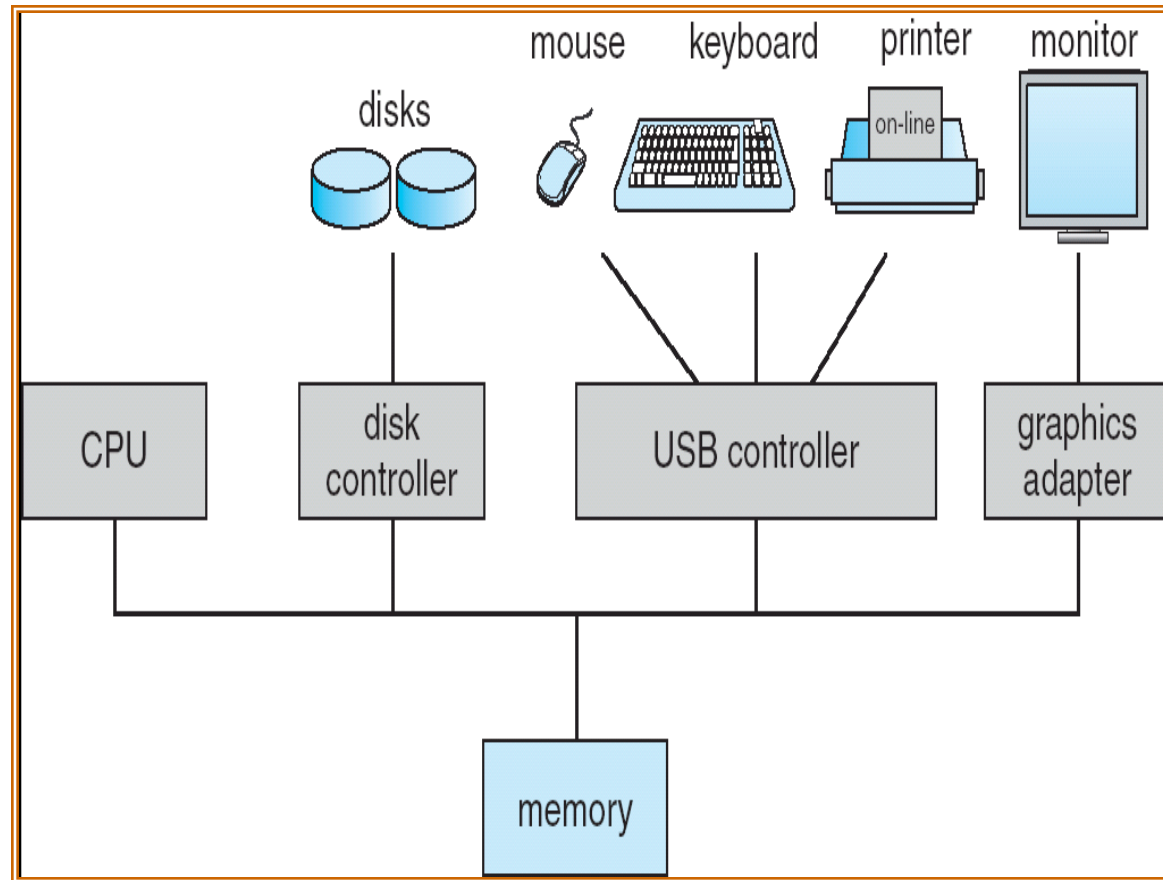 mouse
keyboard
printer
monitor
disks
on-line
CPU
disk
controller
USB controller
graphics
adapter
memory